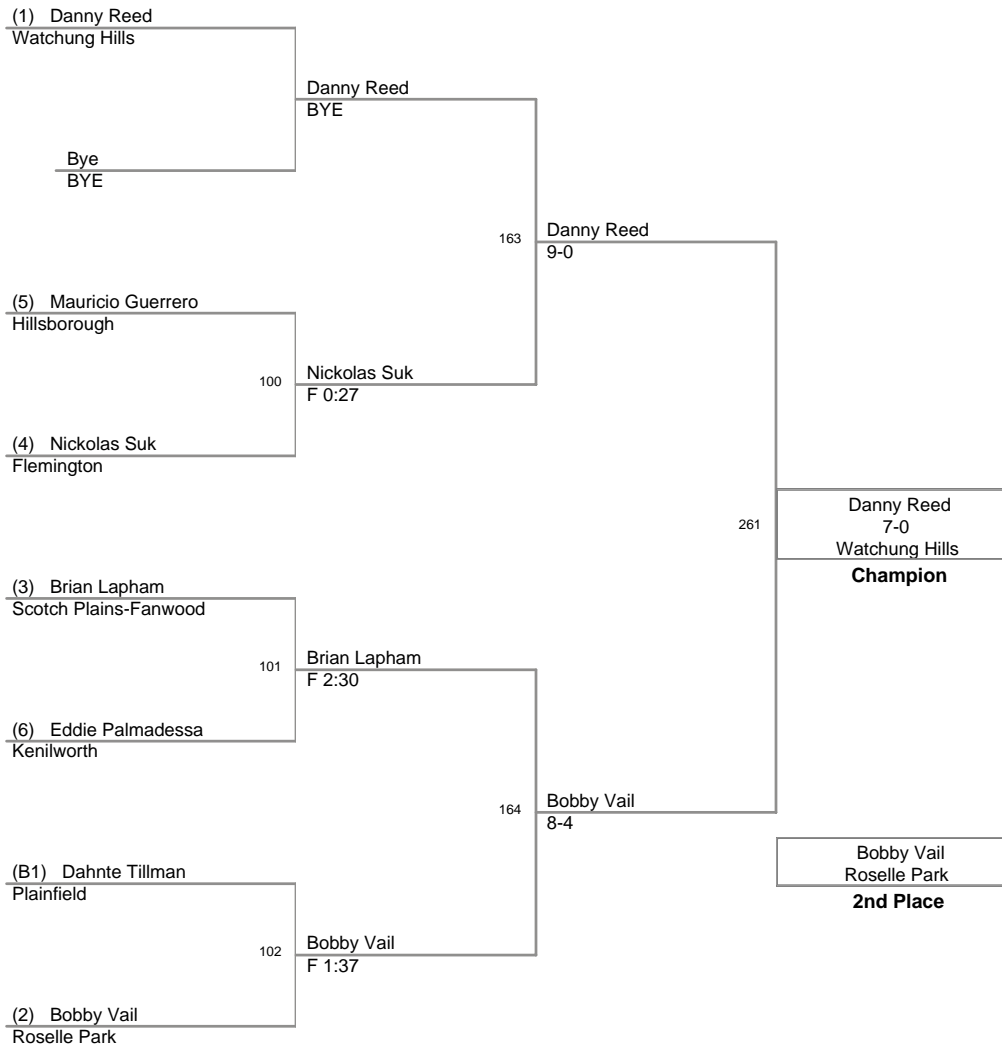 (1) Danny Reed
Watchung Hills
Danny Reed
BYE
Bye
BYE
163
Danny Reed
9-0
(5) Mauricio Guerrero
Hillsborough
100
Nickolas Suk
F 0:27
(4) Nickolas Suk
Flemington
261
Danny Reed
7-0
Watchung Hills
Champion
(3) Brian Lapham
Scotch Plains-Fanwood
101
Brian Lapham
F 2:30
(6) Eddie Palmadessa
Kenilworth
164
Bobby Vail
8-4
Bobby Vail
Roselle Park
2nd Place
(B1) Dahnte Tillman
Plainfield
102
Bobby Vail
F 1:37
(2) Bobby Vail
Roselle Park